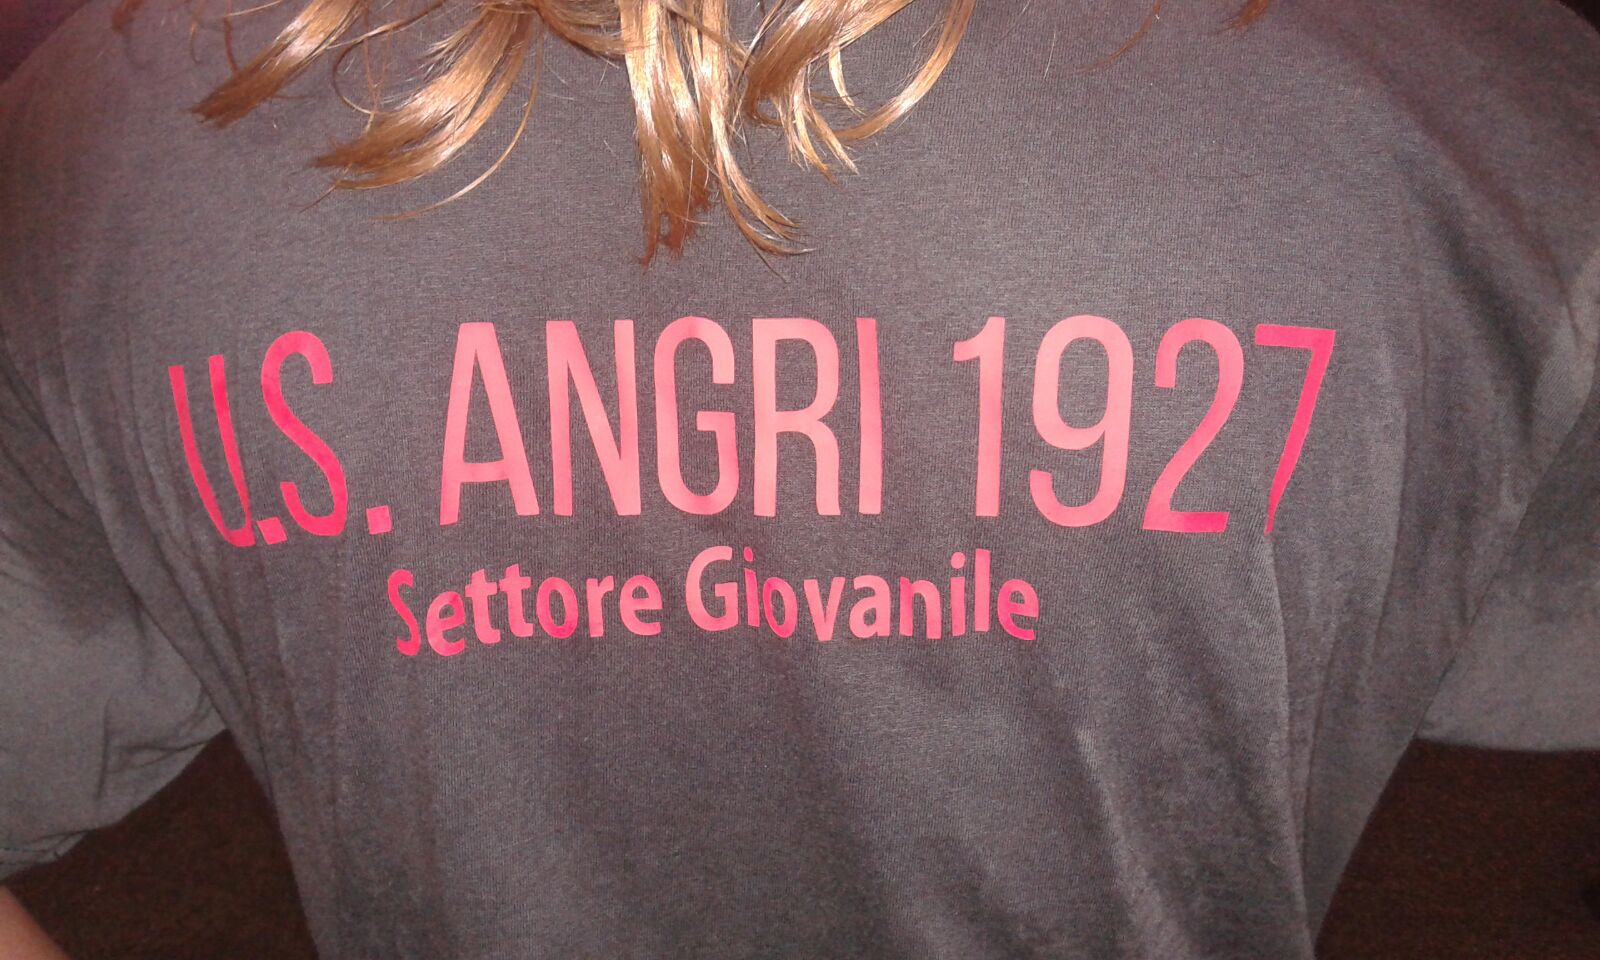 U.S. ANGRI 1927
Settore Giovanile